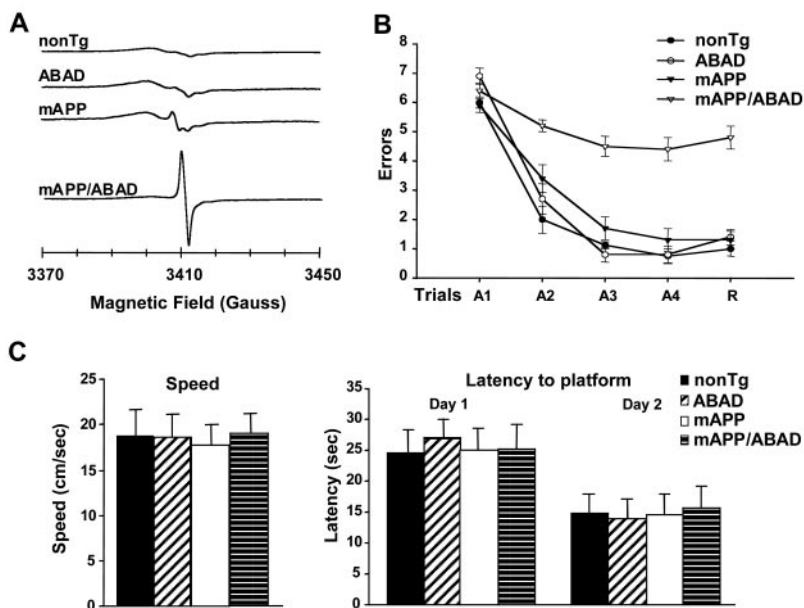 A
nonTg
ABAD
mAPP
mAPP/ABAD
3370 3410 3450
Magnetic Field (Gauss)
B
nonTg
ABAD
mAPP
mAPP/ABAD
8
7
6
5
4
3
2
1
0
Errors
Trials A1 A2 A3 A4 R
C
Speed
25
20
15
10
5
0
Speed (cm/sec)
Latency to platform
Day 1 Day 2
nonTg
ABAD
mAPP
mAPP/ABAD
35
30
25
20
15
10
5
0
Latency (sec)